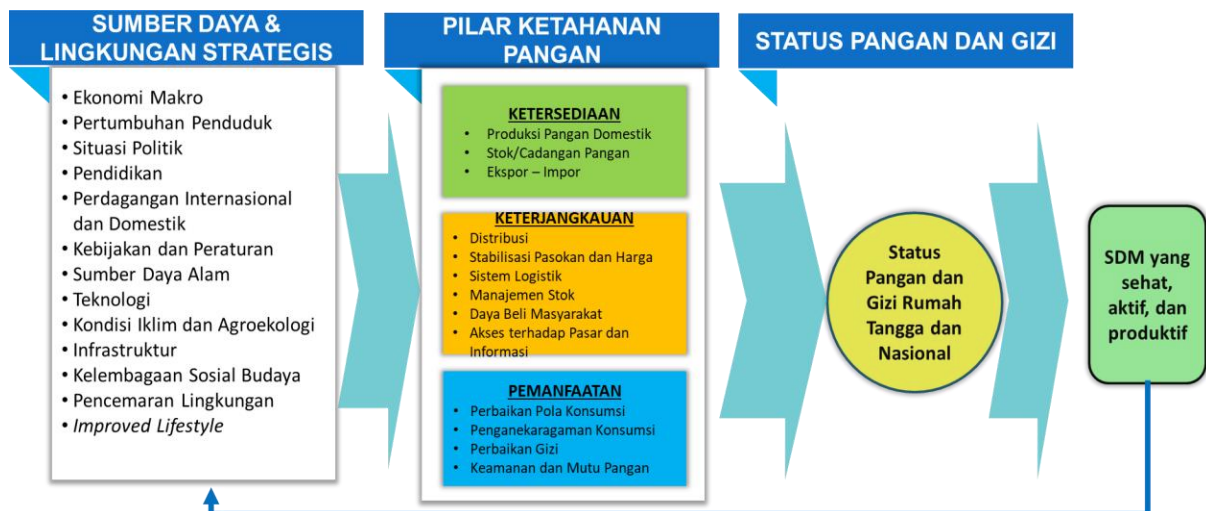 SUMBER DAYA &
LINGKUNGAN STRATEGIS
• Ekonomi Makro
• Pertumbuhan Penduduk
• Situasi Politik
• Pendidikan
• Perdagangan Internasional
dan Domestik
• Kebijakan dan Peraturan
• Sumber Daya Alam
• Teknologi
• Kondisi Iklim dan Agroekologi
• Infrastruktur
• Kelembagaan Sosial Budaya
• Pencemaran Lingkungan
• Improved Lifestyle
PILAR KETAHANAN
PANGAN
KETERSEDIAAN
• Produksi Pangan Domestik
• Stok/Cadangan Pangan
• Ekspor – Impor
KETERJANGKAUAN
• Distribusi
• Stabilisasi Pasokan dan Harga
• Sistem Logistik
• Manajemen Stok
• Daya Beli Masyarakat
• Akses terhadap Pasar dan
Informasi
PEMANFAATAN
• Perbaikan Pola Konsumsi
• Penganekaragaman Konsumsi
• Perbaikan Gizi
• Keamanan dan Mutu Pangan
STATUS PANGAN DAN GIZI
Status
Pangan dan
Gizi Rumah
Tangga dan
Nasional
SDM yang
sehat,
aktif, dan
produktif